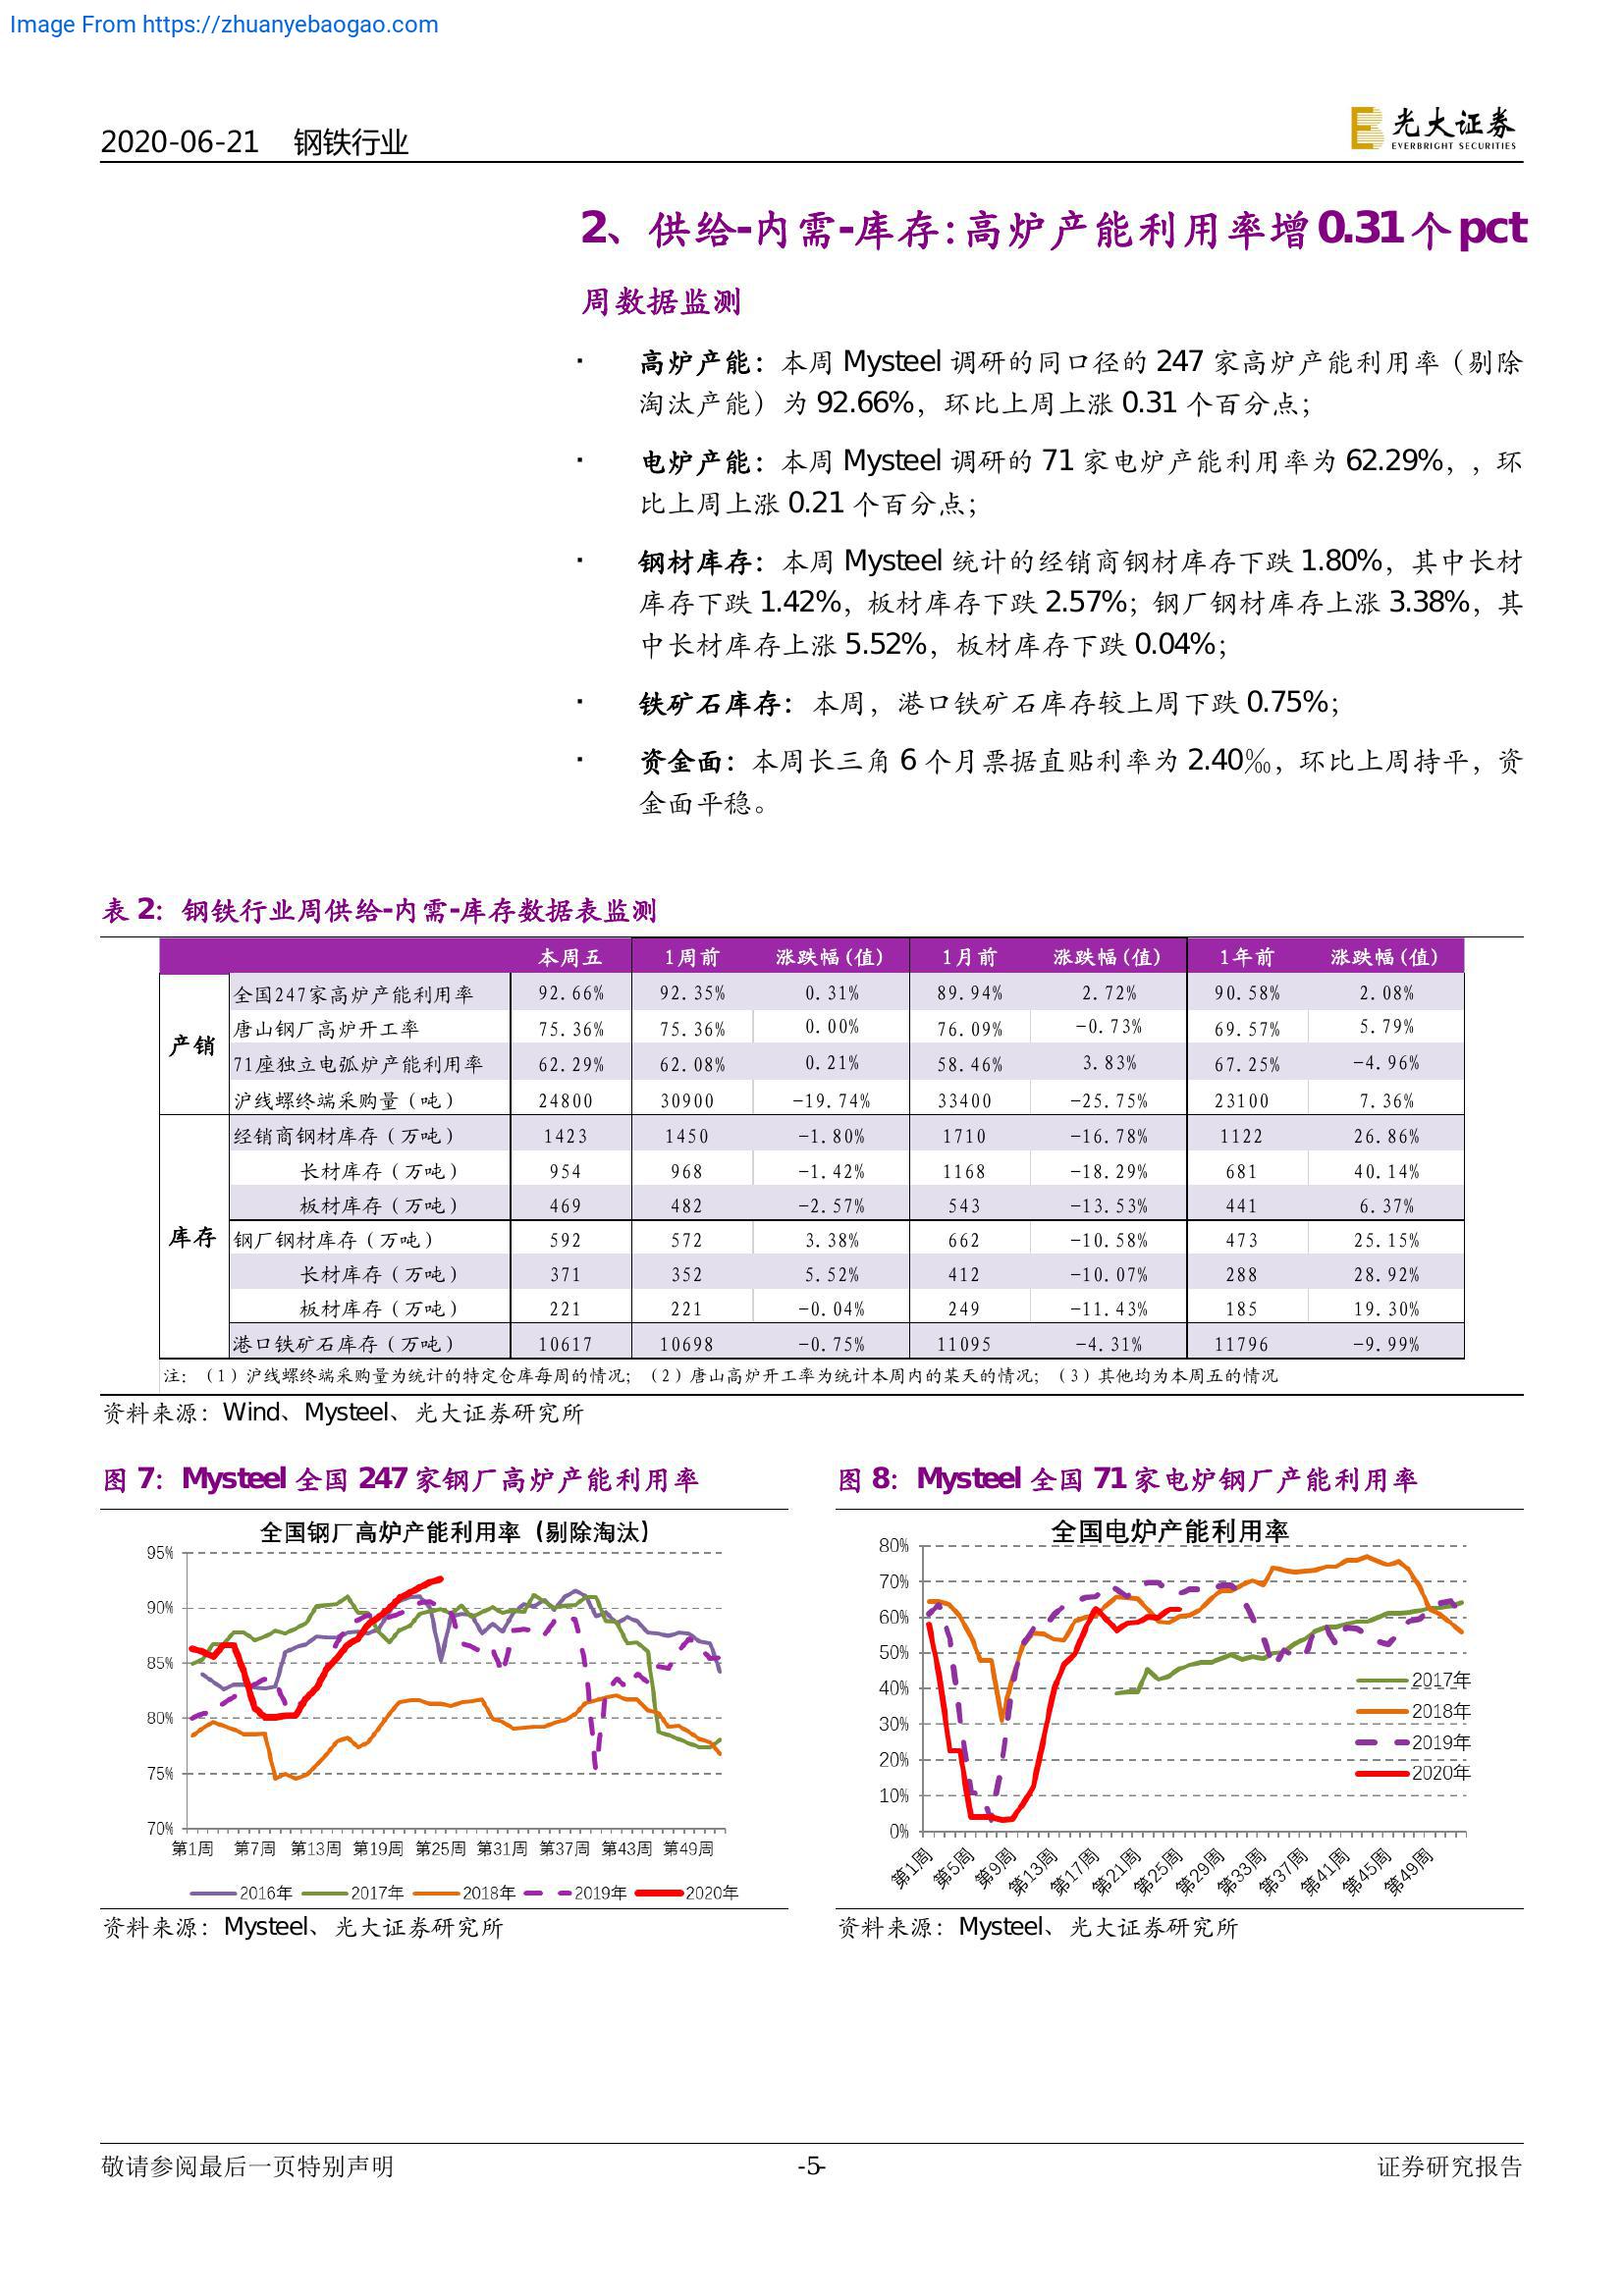 Image From https://zhuanyebaogao.com
2020-06-21 钢铁行业
光大证券
EVERBRIGHT SECURITIES
2、供给-内需-库存:高炉产能利用率增0.31个pct
周数据监测
▪ 高炉产能：本周 Mysteel 调研的同口径的 247 家高炉产能利用率（剔除
淘汰产能）为 92.66%，环比上周上涨 0.31 个百分点；
▪ 电炉产能：本周 Mysteel 调研的 71 家电炉产能利用率为 62.29%，，环
比上周上涨 0.21 个百分点；
▪ 钢材库存：本周 Mysteel 统计的经销商钢材库存下跌 1.80%，其中长材
库存下跌 1.42%，板材库存下跌 2.57%；钢厂钢材库存上涨 3.38%，其
中长材库存上涨 5.52%，板材库存下跌 0.04%；
▪ 铁矿石库存：本周，港口铁矿石库存较上周下跌 0.75%；
▪ 资金面：本周长三角 6 个月票据直贴利率为 2.40‰，环比上周持平，资
金面平稳。
表 2：钢铁行业周供给-内需-库存数据表监测
本周五 1周前 涨跌幅(值) 1月前 涨跌幅(值) 1年前 涨跌幅(值)
产销
全国247家高炉产能利用率 92.66% 92.35% 0.31% 89.94% 2.72% 90.58% 2.08%
唐山钢厂高炉开工率 75.36% 75.36% 0.00% 76.09% -0.73% 69.57% 5.79%
71座独立电弧炉产能利用率 62.29% 62.08% 0.21% 58.46% 3.83% 67.25% -4.96%
沪线螺终端采购量（吨） 24800 30900 -19.74% 33400 -25.75% 23100 7.36%
库存
经销商钢材库存（万吨） 1423 1450 -1.80% 1710 -16.78% 1122 26.86%
长材库存（万吨） 954 968 -1.42% 1168 -18.29% 681 40.14%
板材库存（万吨） 469 482 -2.57% 543 -13.53% 441 6.37%
钢厂钢材库存（万吨） 592 572 3.38% 662 -10.58% 473 25.15%
长材库存（万吨） 371 352 5.52% 412 -10.07% 288 28.92%
板材库存（万吨） 221 221 -0.04% 249 -11.43% 185 19.30%
港口铁矿石库存（万吨） 10617 10698 -0.75% 11095 -4.31% 11796 -9.99%
注：（1）沪线螺终端采购量为统计的特定仓库每周的情况；（2）唐山高炉开工率为统计本周内的某天的情况；（3）其他均为本周五的情况
资料来源：Wind、Mysteel、光大证券研究所
图 7：Mysteel 全国 247 家钢厂高炉产能利用率
全国钢厂高炉产能利用率（剔除淘汰）
95%
90%
85%
80%
75%
70%
第1周 第7周 第13周 第19周 第25周 第31周 第37周 第43周 第49周
2016年 2017年 2018年 2019年 2020年
资料来源：Mysteel、光大证券研究所
图 8：Mysteel 全国 71 家电炉钢厂产能利用率
全国电炉产能利用率
80%
70%
60%
50%
40%
30%
20%
10%
0%
2017年
2018年
2019年
2020年
第1周 第5周 第9周 第13周 第17周 第21周 第25周 第29周 第33周 第37周 第41周 第45周 第49周
资料来源：Mysteel、光大证券研究所
敬请参阅最后一页特别声明 -5- 证券研究报告